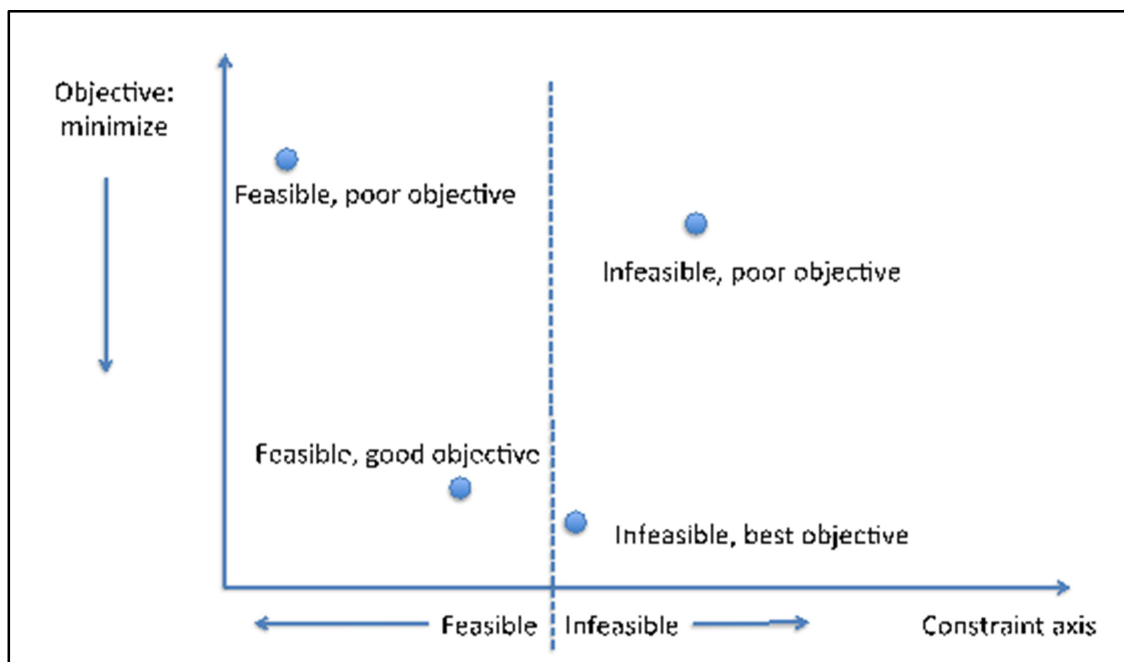 Objective:
minimize
Feasible, poor objective
Infeasible, poor objective
Feasible, good objective
Infeasible, best objective
Feasible
Infeasible
Constraint axis